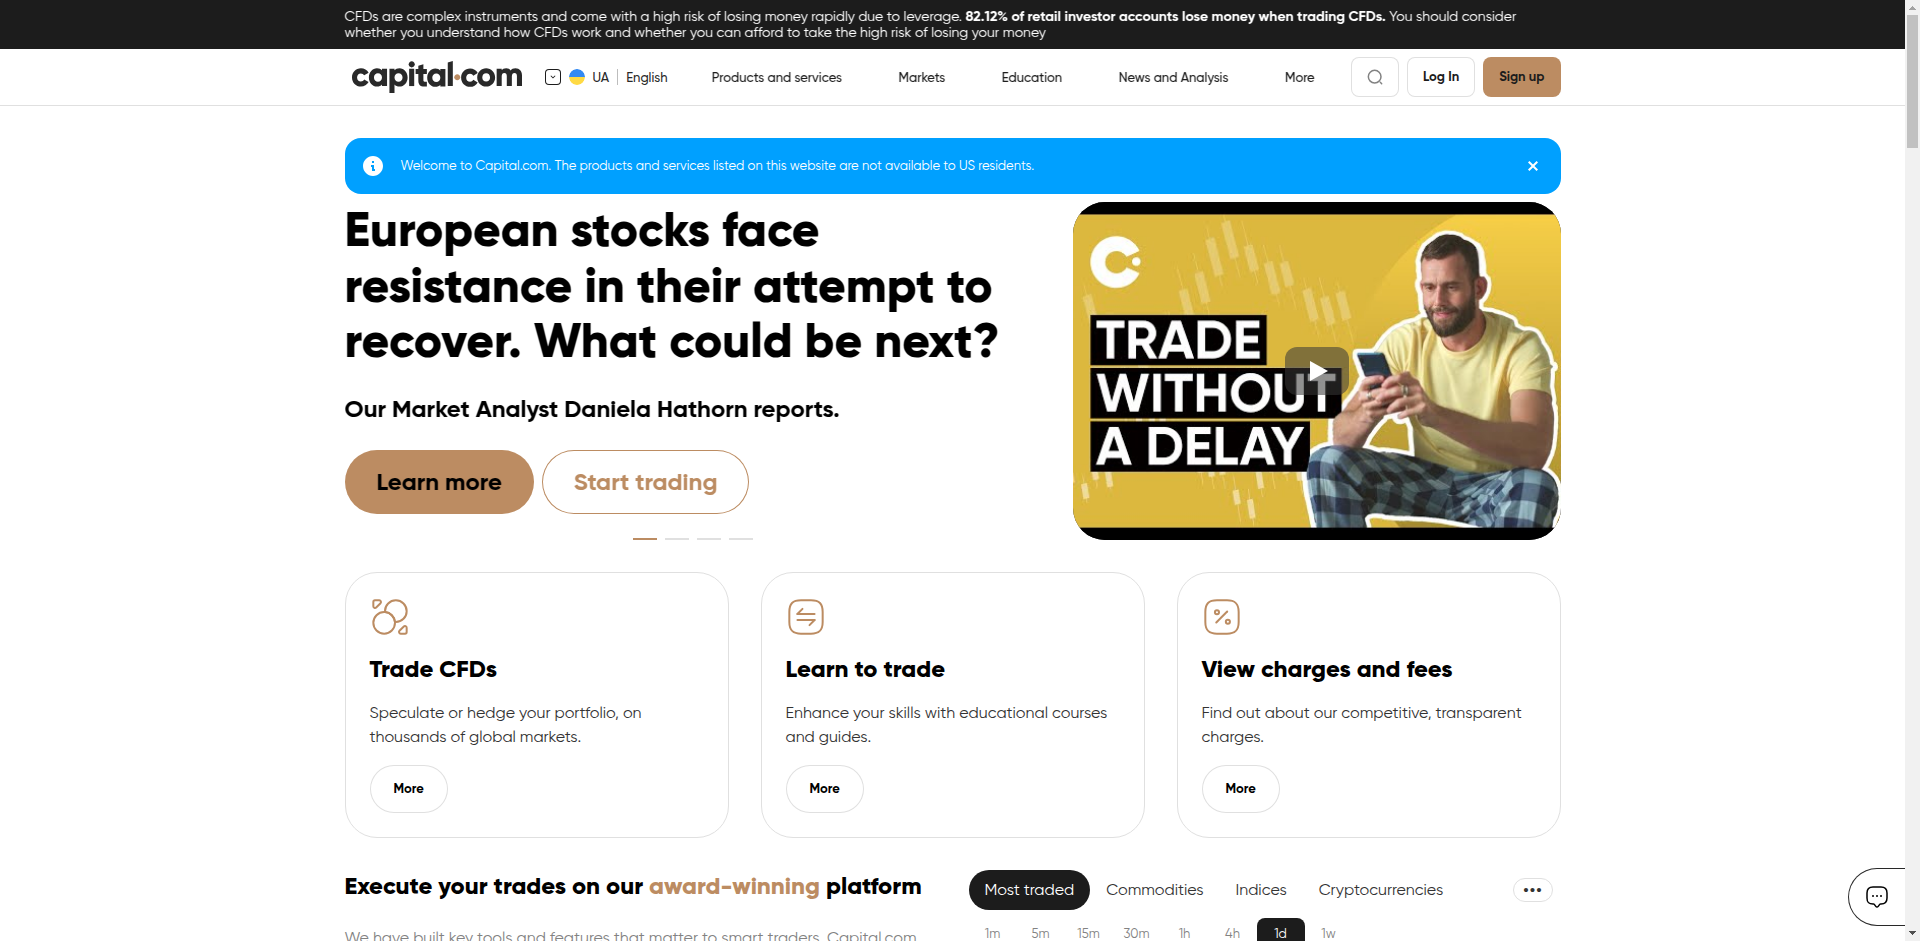 CFDs are complex instruments and come with a high risk of losing money rapidly due to leverage. 82.12% of retail investor accounts lose money when trading CFDs. You should consider
whether you understand how CFDs work and whether you can afford to take the high risk of losing your money
capital.com
UA
English
Products and services
Markets
Education
News and Analysis
More
Log In
Sign up
Welcome to Capital.com. The products and services listed on this website are not available to US residents.
European stocks face
resistance in their attempt to
recover. What could be next?
Our Market Analyst Daniela Hathorn reports.
Learn more
Start trading
TRADE
WITHOUT
A DELAY
Trade CFDs
Speculate or hedge your portfolio, on
thousands of global markets.
More
Learn to trade
Enhance your skills with educational courses
and guides.
More
View charges and fees
Find out about our competitive, transparent
charges.
More
Execute your trades on our award-winning platform
We have built key tools and features that matter to smart traders. Capital.com
Most traded
Commodities
Indices
Cryptocurrencies
1m
5m
15m
30m
1h
4h
1d
1w